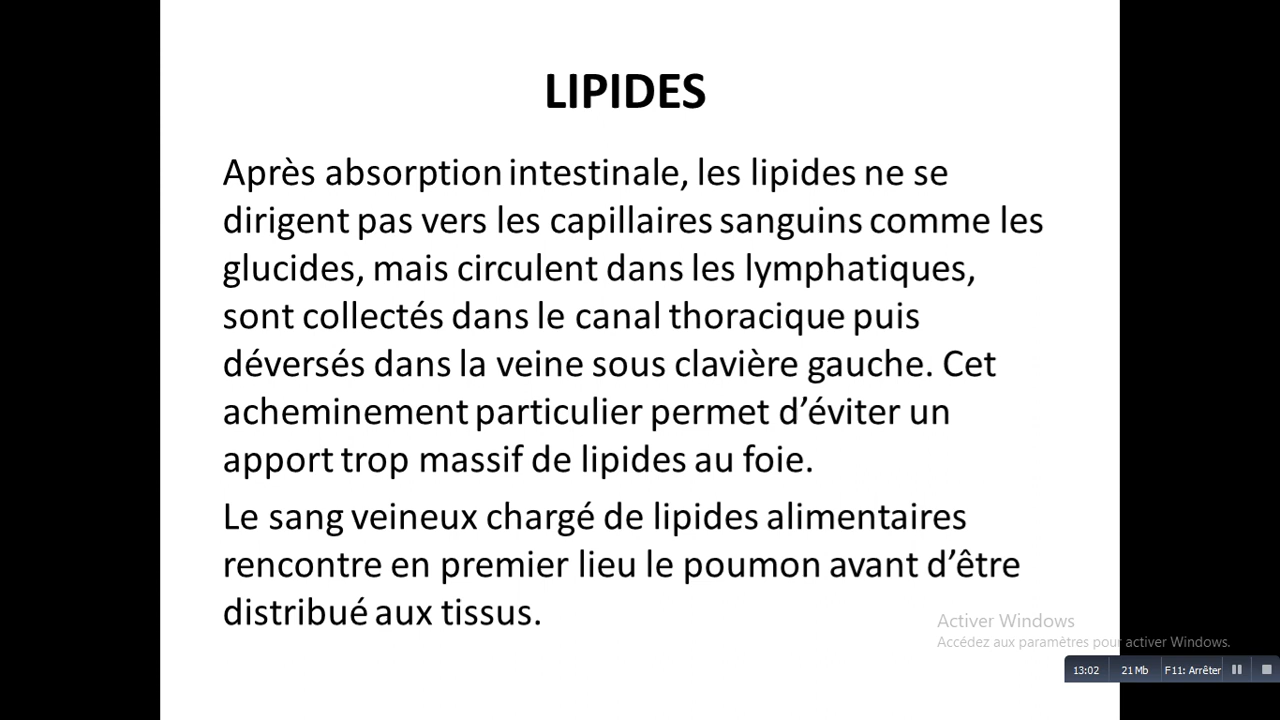 LIPIDES
Après absorption intestinale, les lipides ne se
dirigent pas vers les capillaires sanguins comme les
glucides, mais circulent dans les lymphatiques,
sont collectés dans le canal thoracique puis
déversés dans la veine sous clavière gauche. Cet
acheminement particulier permet d’éviter un
apport trop massif de lipides au foie.
Le sang veineux chargé de lipides alimentaires
rencontre en premier lieu le poumon avant d’être
distribué aux tissus.
Activer Windows
Accédez aux paramètres pour activer Windows.
13:02 21 Mb F11: Arrêter